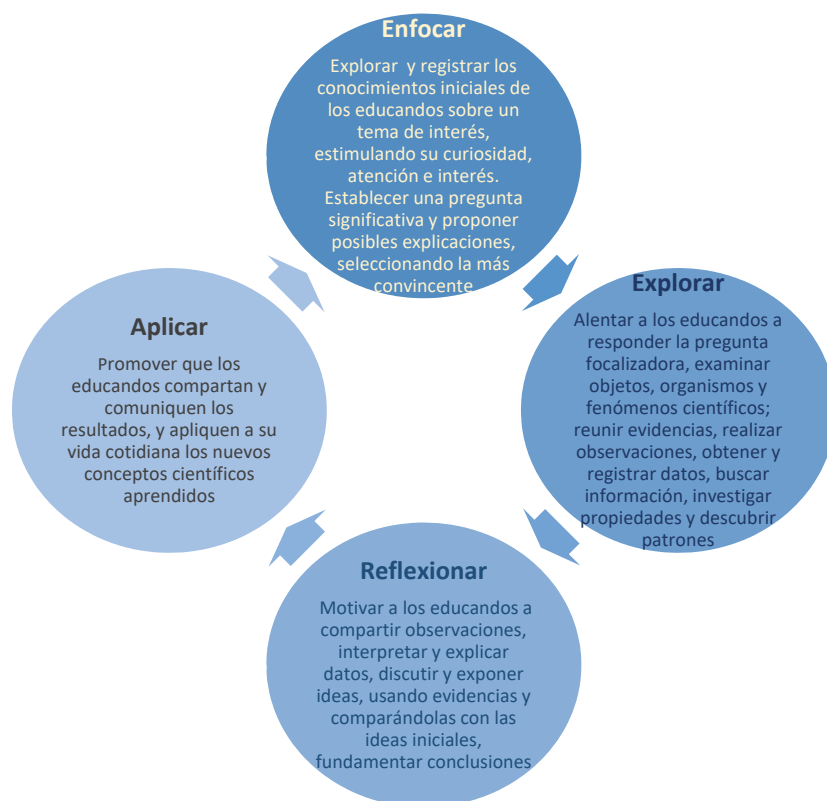 Enfocar
Explorar y registrar los
conocimientos iniciales de
los educandos sobre un
tema de interés,
estimulando su curiosidad,
atención e interés.
Establecer una pregunta
significativa y proponer
posibles explicaciones,
seleccionando la más
convincente
Explorar
Alentar a los educandos a
responder la pregunta
focalizadora, examinar
objetos, organismos y
fenómenos científicos;
reunir evidencias, realizar
observaciones, obtener y
registrar datos, buscar
información, investigar
propiedades y descubrir
patrones
Reflexionar
Motivar a los educandos a
compartir observaciones,
interpretar y explicar
datos, discutir y exponer
ideas, usando evidencias y
comparándolas con las
ideas iniciales,
fundamentar conclusiones
Aplicar
Promover que los
educandos compartan y
comuniquen los
resultados, y apliquen a su
vida cotidiana los nuevos
conceptos científicos
aprendidos